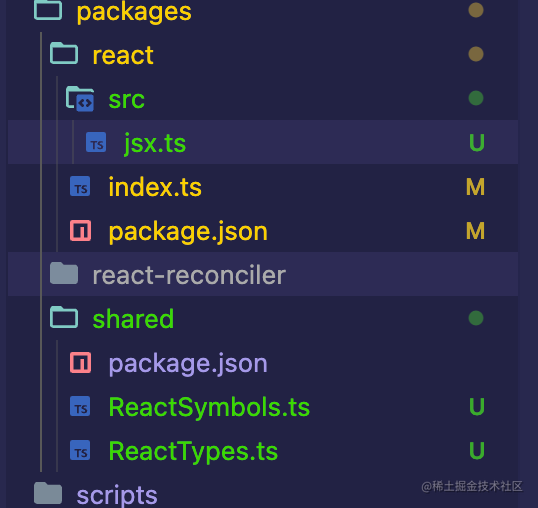 packages
react
src
jsx.ts U
index.ts M
package.json M
react-reconciler
shared
package.json
ReactSymbols.ts U
ReactTypes.ts U
scripts
@稀土掘金技术社区